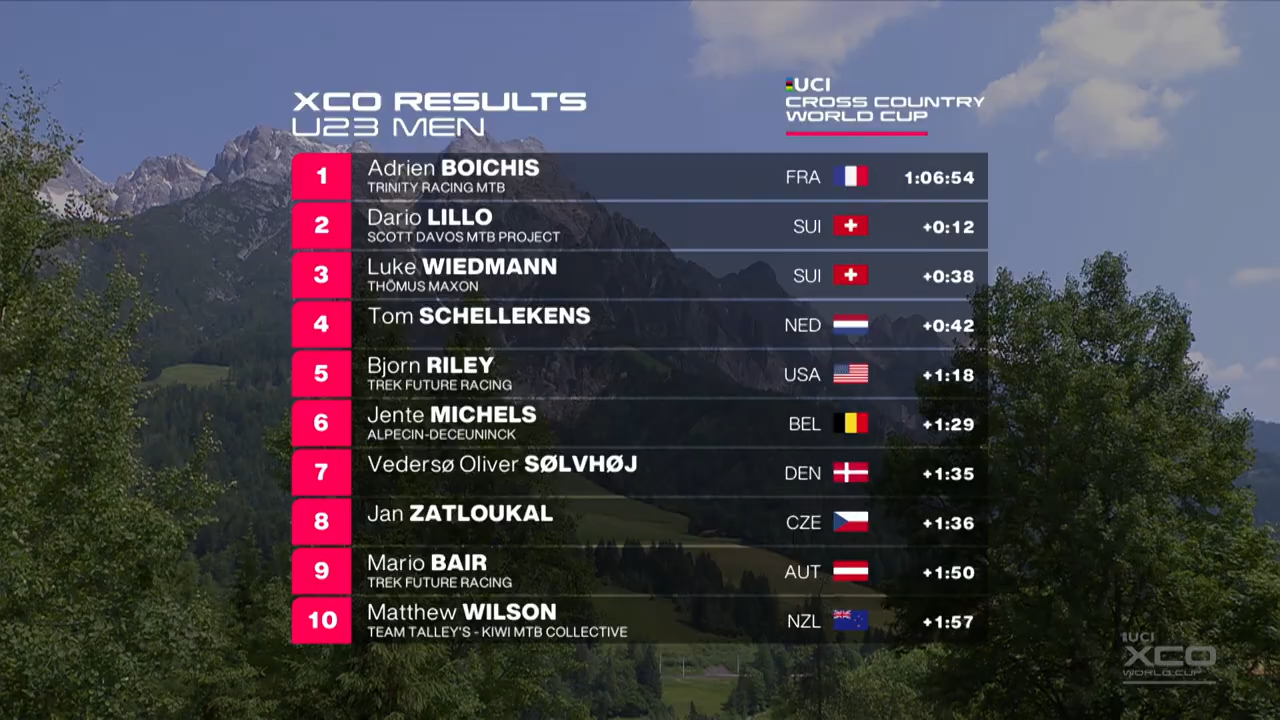 XCO RESULTS
U23 MEN
UCI
CROSS COUNTRY
WORLD CUP
1 Adrien BOICHIS FRA 1:06:54
TRINITY RACING MTB
2 Dario LILLO SUI +0:12
SCOTT DAVOS MTB PROJECT
3 Luke WIEDMANN SUI +0:38
THÖMUS MAXON
4 Tom SCHELLEKENS NED +0:42
5 Bjorn RILEY USA +1:18
TREK FUTURE RACING
6 Jente MICHELS BEL +1:29
ALPECIN-DECEUNINCK
7 Vedersø Oliver SØLVHØJ DEN +1:35
8 Jan ZATLOUKAL CZE +1:36
9 Mario BAIR AUT +1:50
TREK FUTURE RACING
10 Matthew WILSON NZL +1:57
TEAM TALLEY'S - KIWI MTB COLLECTIVE
UCI
XCO
WORLD CUP